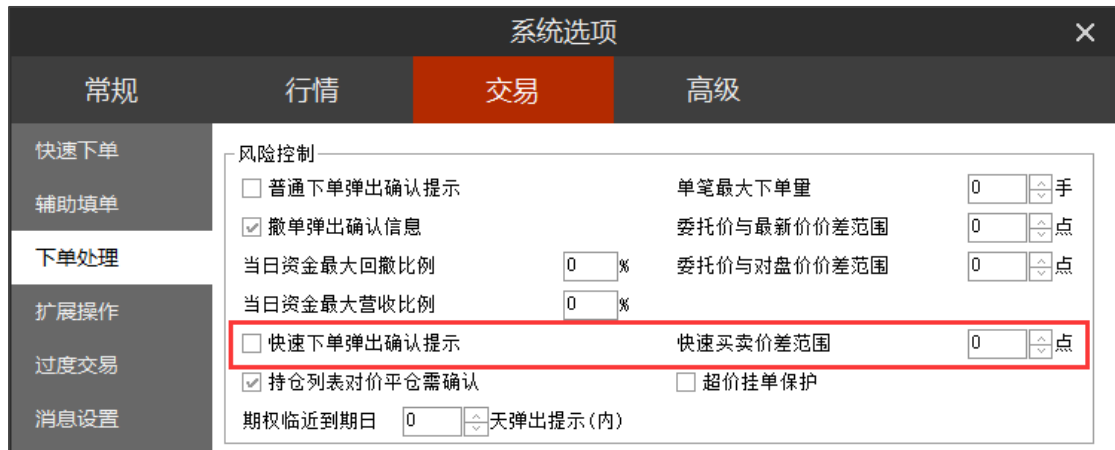 系统选项
常规 行情 交易 高级
快速下单
辅助填单
下单处理
扩展操作
过度交易
消息设置
风险控制
普通下单弹出确认提示 单笔最大下单量 0 手
撤单弹出确认信息 委托价与最新价价差范围 0 点
当日资金最大回撤比例 0 % 委托价与对盘价价差范围 0 点
当日资金最大营收比例 0 %
快速下单弹出确认提示 快速买卖价差范围 0 点
持仓列表对价平仓需确认 超价挂单保护
期权临近到期日 0 天弹出提示(内)